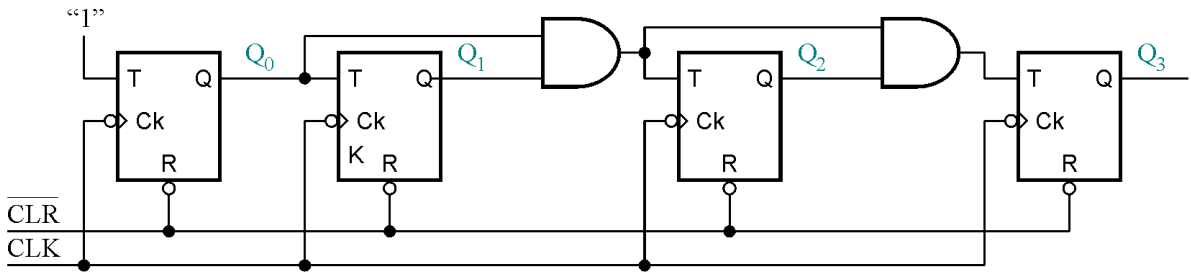 “1”
Q0 Q1 Q2 Q3
T Q T Q T Q T
Ck Ck Ck Ck
K
R R R R
CLR
CLK